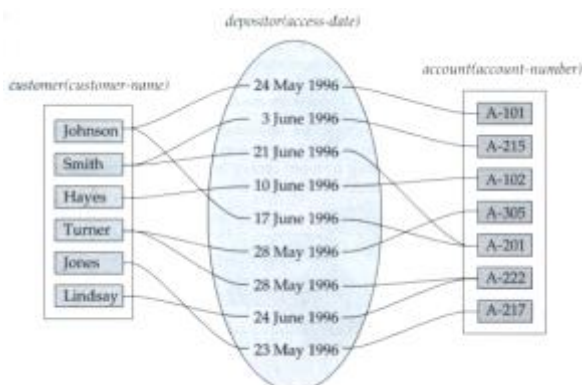 depositor(access-date)
customer(customer-name)
account(account-number)
Johnson
Smith
Hayes
Turner
Jones
Lindsay
24 May 1996
3 June 1996
21 June 1996
10 June 1996
17 June 1996
28 May 1996
28 May 1996
24 June 1996
23 May 1996
A-101
A-215
A-102
A-305
A-201
A-222
A-217